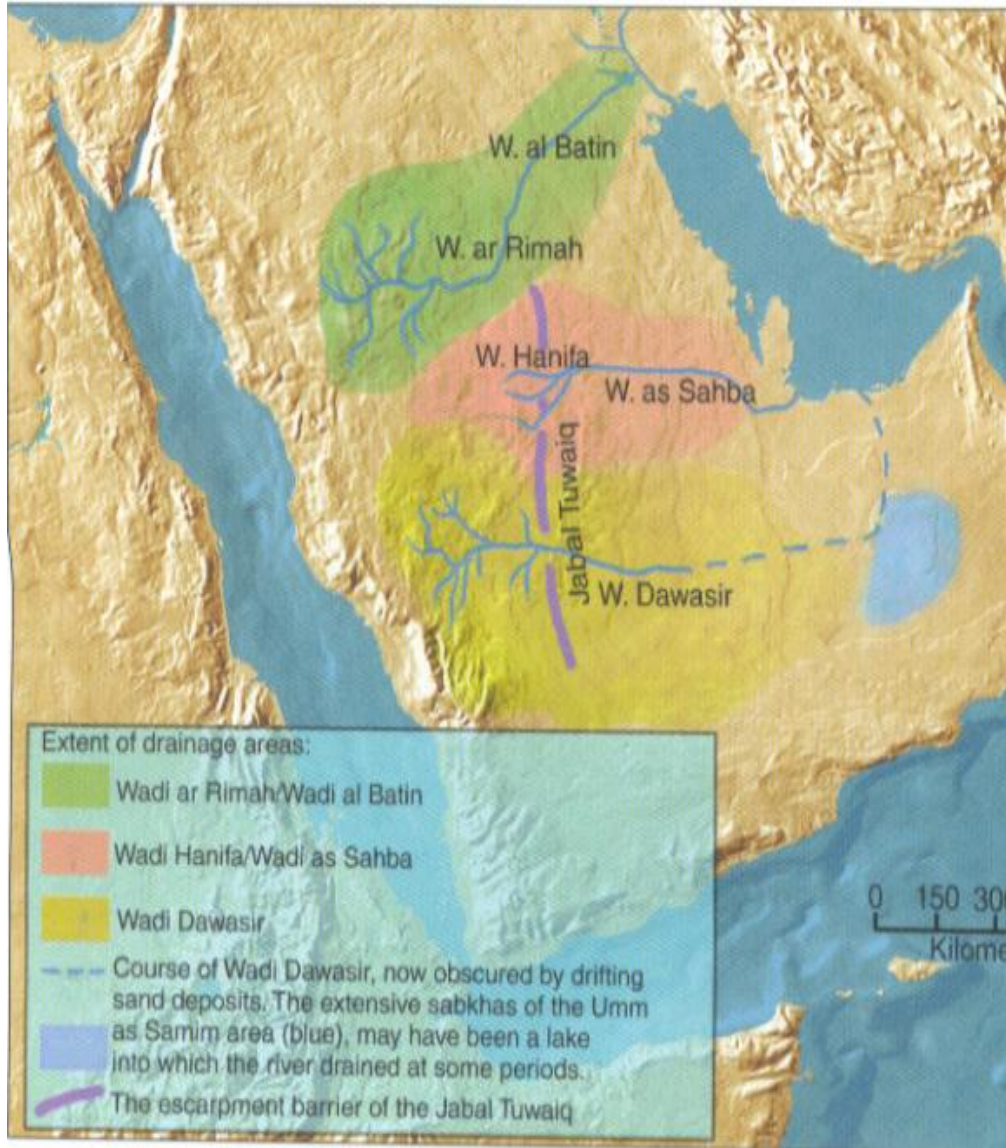 W. al Batin
W. ar Rimah
W. Hanifa
W. as Sahba
Jabal Tuwaiq
W. Dawasir
Extent of drainage areas:
Wadi ar Rimah/Wadi al Batin
Wadi Hanifa/Wadi as Sahba
Wadi Dawasir
Course of Wadi Dawasir, now obscured by drifting
sand deposits. The extensive sabkhas of the Umm
as Samim area (blue), may have been a lake
into which the river drained at some periods.
The escarpment barrier of the Jabal Tuwaiq
0 150 300
Kilome